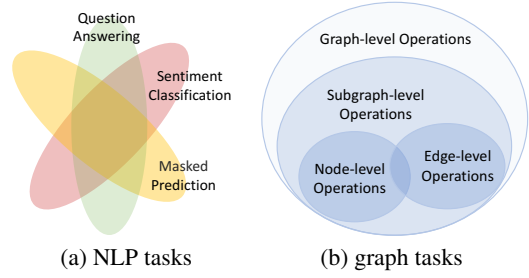 Question
Answering
Sentiment
Classification
Masked
Prediction
(a) NLP tasks
Graph-level Operations
Subgraph-level
Operations
Node-level
Operations
Edge-level
Operations
(b) graph tasks